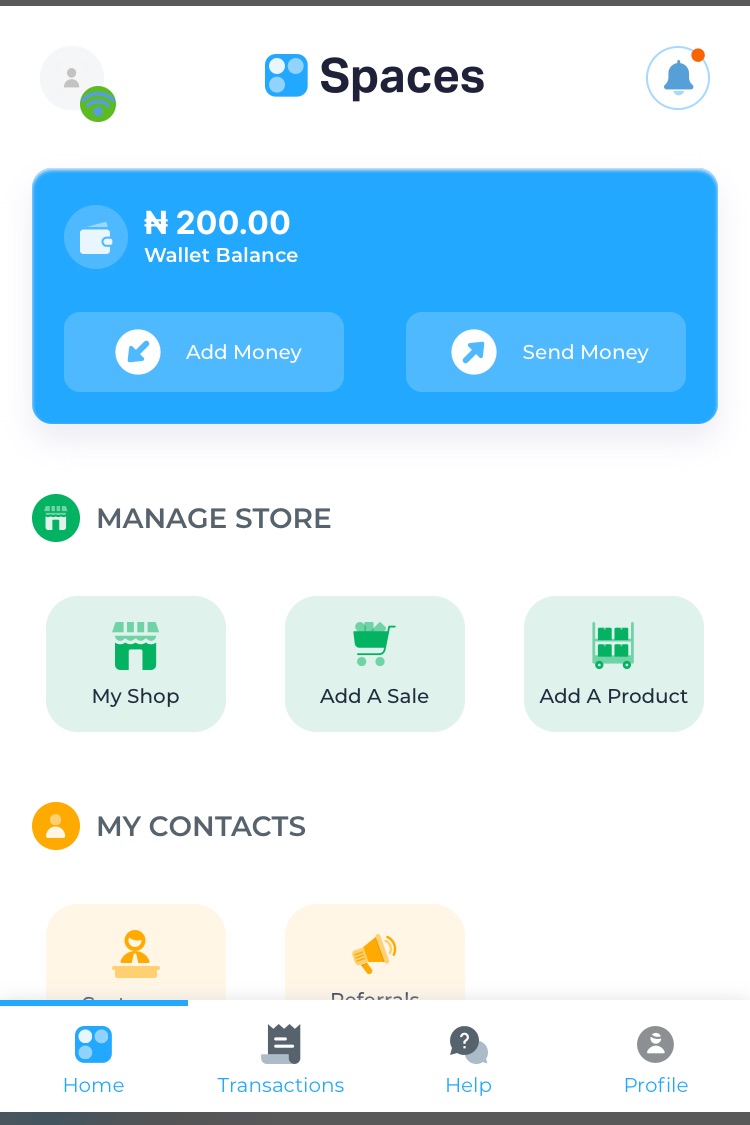 Spaces
₦ 200.00
Wallet Balance
Add Money
Send Money
MANAGE STORE
My Shop
Add A Sale
Add A Product
MY CONTACTS
Referrals
Home
Transactions
Help
Profile